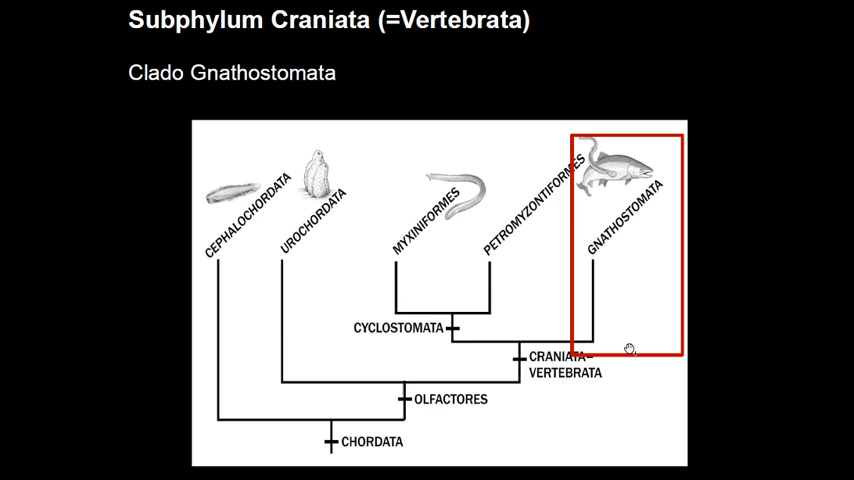 Subphylum Craniata (=Vertebrata)
Clado Gnathostomata
CEPHALOCHORDATA
UROCHORDATA
MYXINIFORMES
PETROMYZONTIFORMES
GNATHOSTOMATA
CYCLOSTOMATA
CRANIATA=
VERTEBRATA
OLFACTORES
CHORDATA